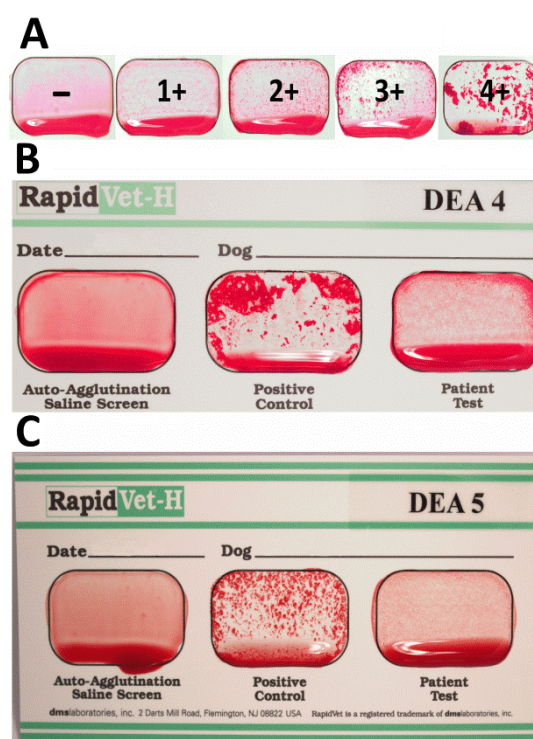 A
– 1+ 2+ 3+ 4+
B
RapidVet-H DEA 4
Date Dog
Auto-Agglutination Positive Patient
Saline Screen Control Test
C
RapidVet-H DEA 5
Date Dog
Auto-Agglutination Positive Patient
Saline Screen Control Test
dmslaboratories, inc. 2 Darts Mill Road, Flemington, NJ 08822 USA RapidVet is a registered trademark of dmslaboratories, inc.